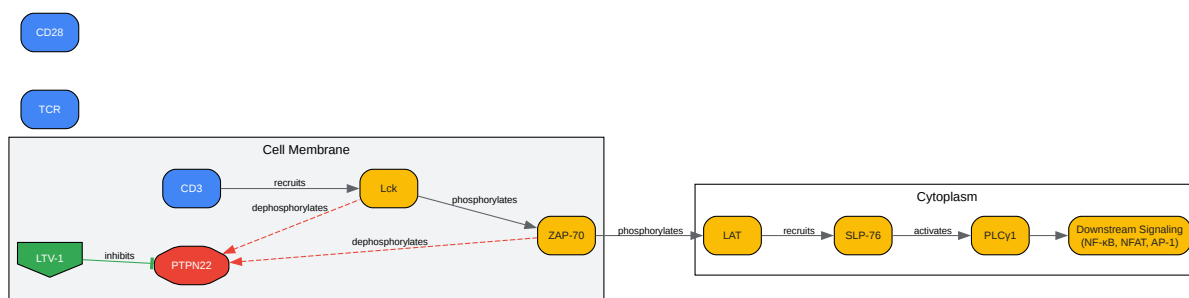 CD28
TCR
Cell Membrane
CD3
recruits
Lck
dephosphorylates
phosphorylates
LTV-1
inhibits
PTPN22
dephosphorylates
ZAP-70
phosphorylates
Cytoplasm
LAT
recruits
SLP-76
activates
PLCγ1
Downstream Signaling
(NF-κB, NFAT, AP-1)